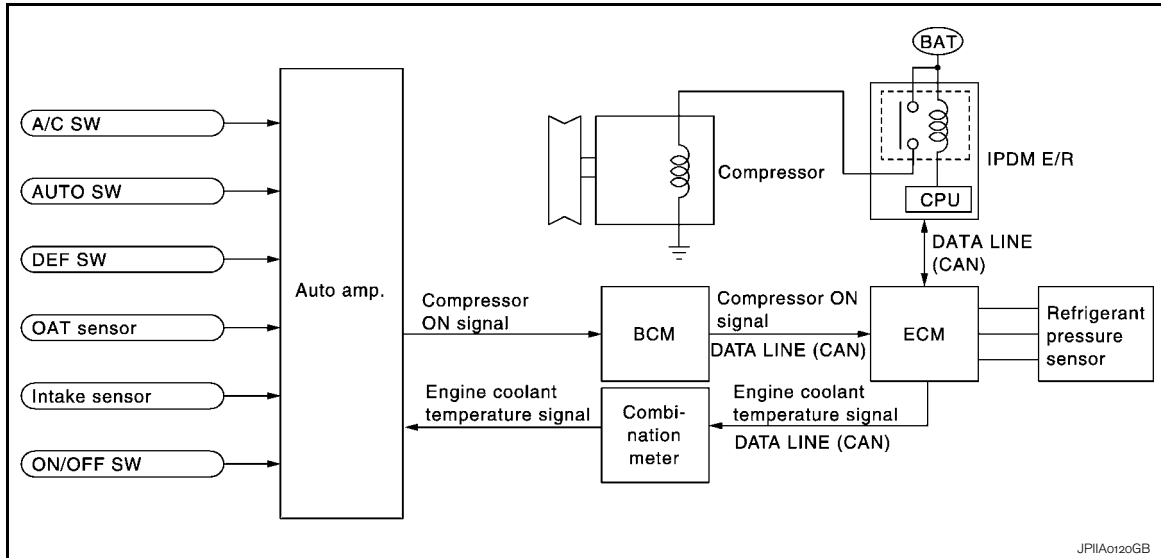 BAT
A/C SW
IPDM E/R
Compressor
AUTO SW
CPU
DATA LINE
(CAN)
DEF SW
Auto amp.
Compressor
ON signal
BCM
Compressor ON
signal
DATA LINE (CAN)
ECM
Refrigerant
pressure
sensor
OAT sensor
Engine coolant
temperature signal
Combi-
nation
meter
Engine coolant
temperature signal
DATA LINE (CAN)
Intake sensor
ON/OFF SW
JPIIA0120GB